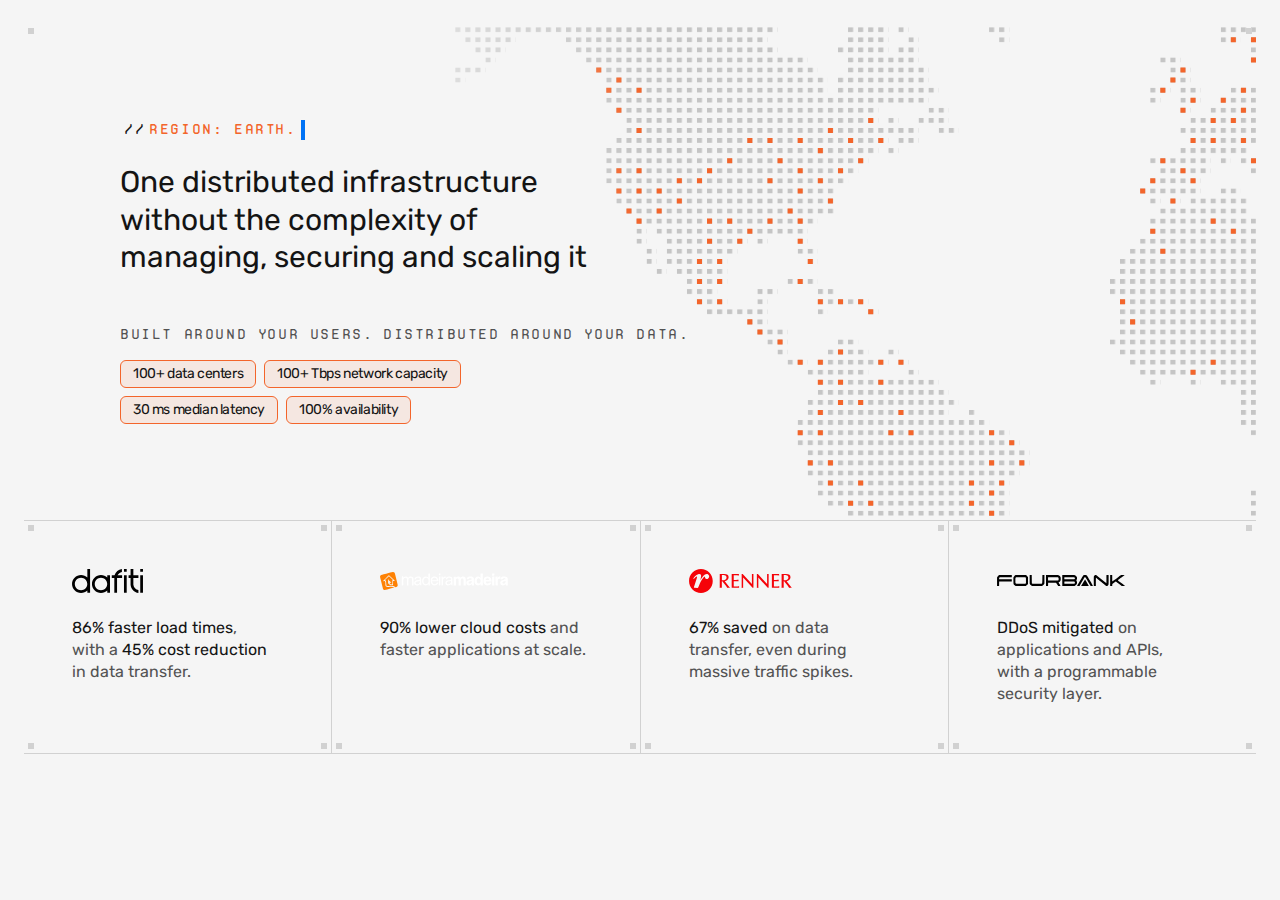 // REGION: EARTH.
One distributed infrastructure
without the complexity of
managing, securing and scaling it
BUILT AROUND YOUR USERS. DISTRIBUTED AROUND YOUR DATA.
100+ data centers
100+ Tbps network capacity
30 ms median latency
100% availability
dafiti
86% faster load times,
with a 45% cost reduction
in data transfer.
madeiramadeira
90% lower cloud costs and
faster applications at scale.
r RENNER
67% saved on data
transfer, even during
massive traffic spikes.
FOURBANK
DDoS mitigated on
applications and APIs,
with a programmable
security layer.